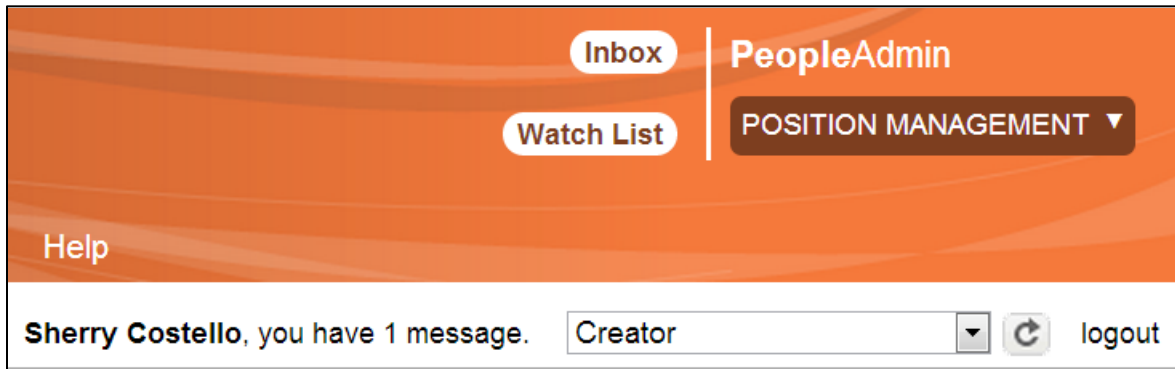 Inbox
PeopleAdmin
Watch List
POSITION MANAGEMENT
Help
Sherry Costello, you have 1 message. Creator logout